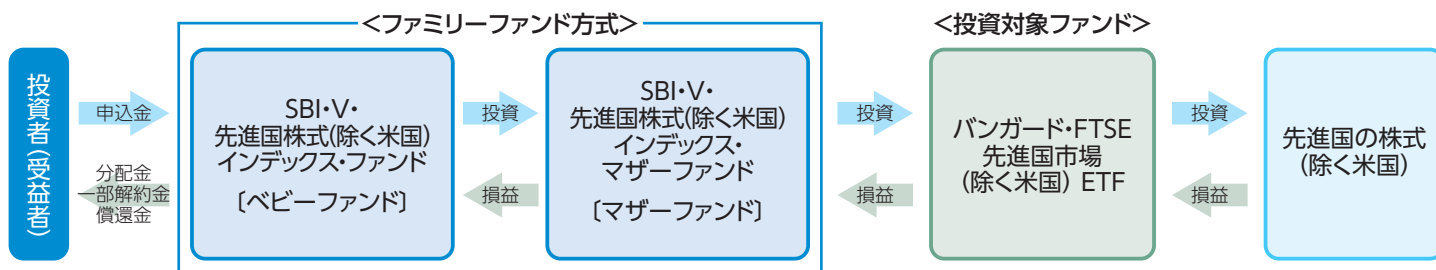 <ファミリーファンド方式>
<投資対象ファンド>
投資者(受益者)
申込金
分配金
一部解約金
償還金
SBI・V・
先進国株式(除く米国)
インデックス・ファンド
〔ベビーファンド〕
投資
損益
SBI・V・
先進国株式(除く米国)
インデックス・
マザーファンド
〔マザーファンド〕
投資
損益
バンガード・FTSE
先進国市場
(除く米国) ETF
投資
損益
先進国の株式
(除く米国)